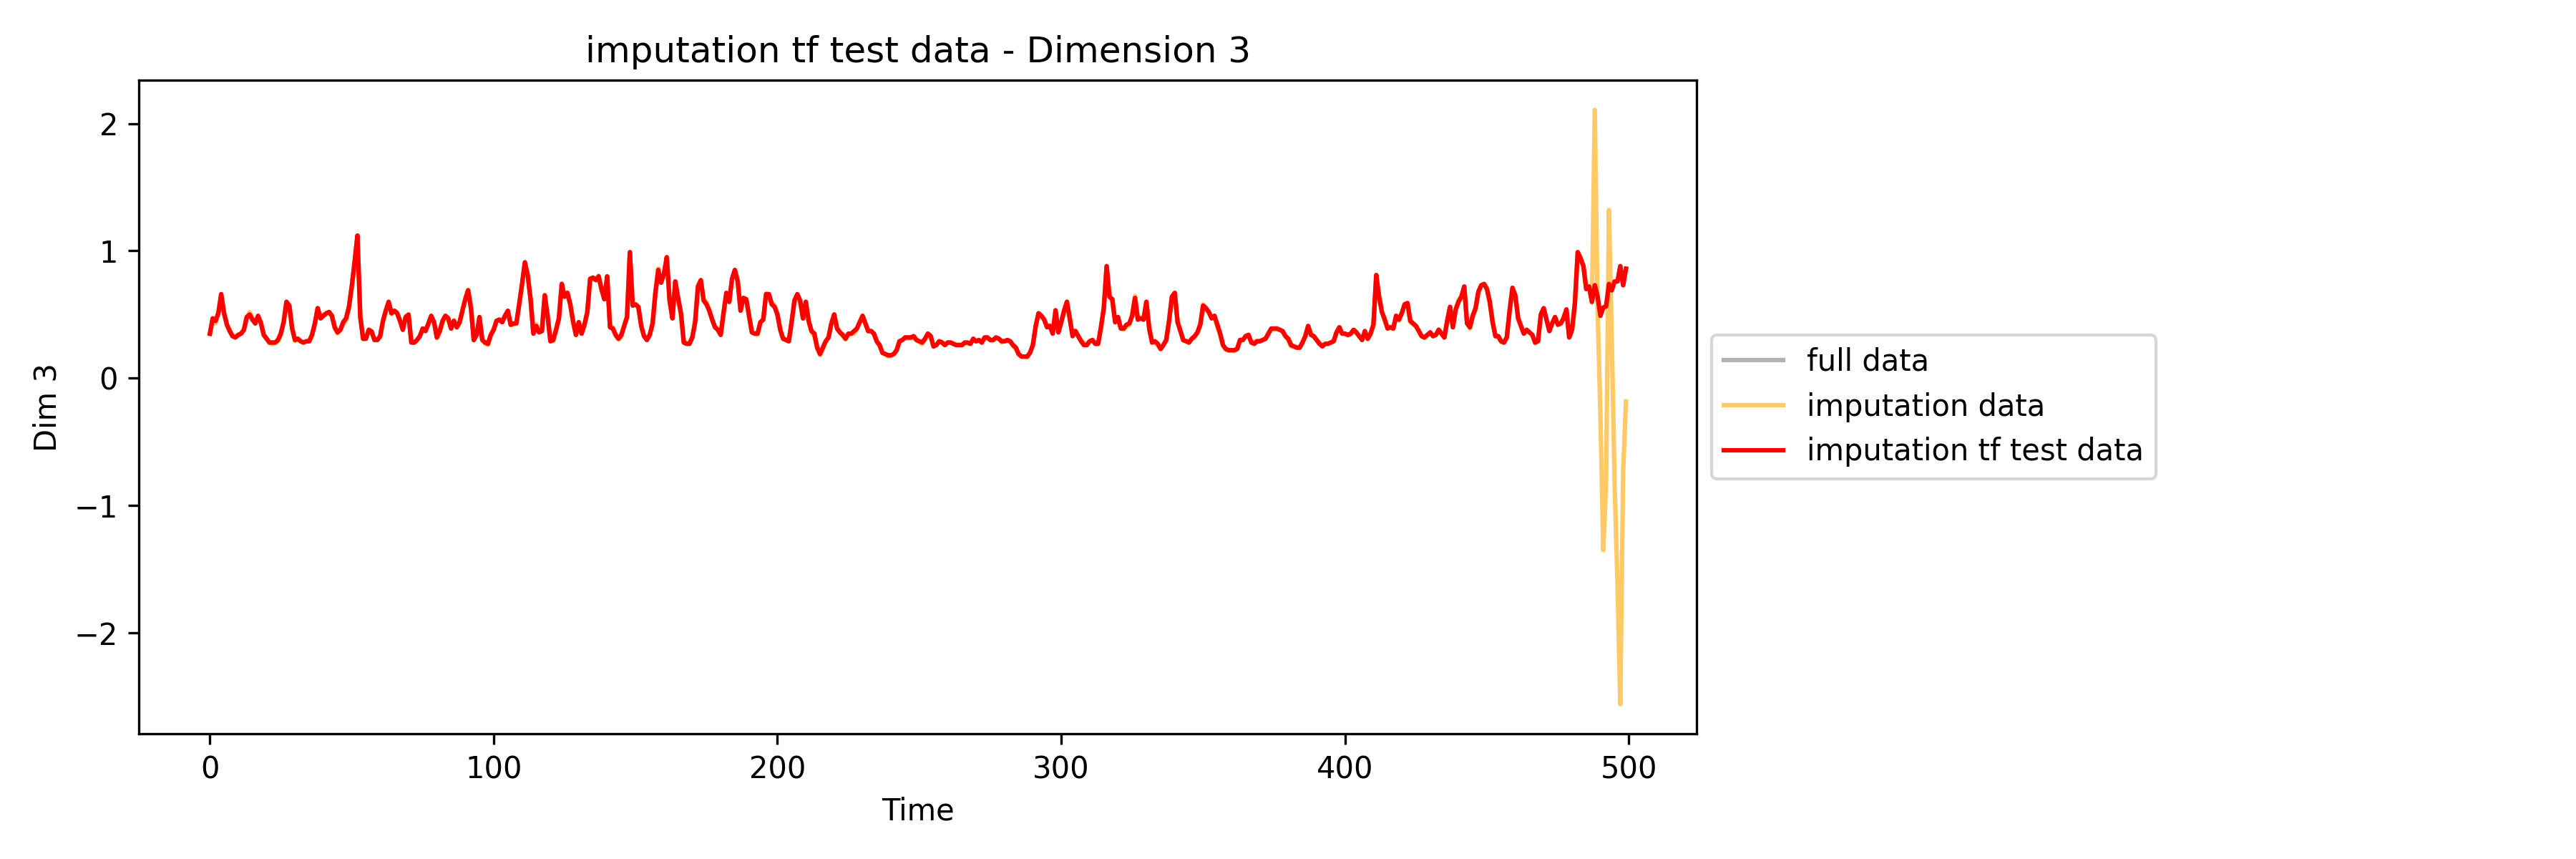 imputation tf test data - Dimension 3
2
1
0
−1
−2
Dim 3
0
100
200
300
400
500
Time
full data
imputation data
imputation tf test data